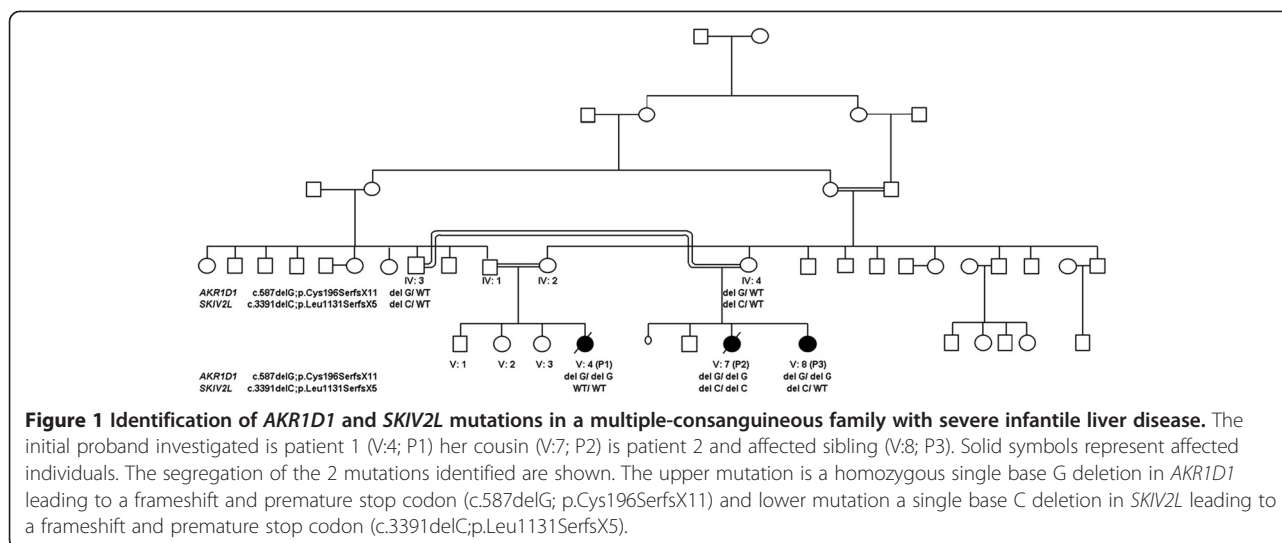 IV: 3 IV: 1 IV: 2 IV: 4
AKR1D1 c.587delG;p.Cys196SerfsX11 del G/ WT del G/ WT
SKIV2L c.3391delC;p.Leu1131SerfsX5 del C/ WT del C/ WT
V: 1 V: 2 V: 3 V: 4 (P1) V: 7 (P2) V: 8 (P3)
AKR1D1 c.587delG;p.Cys196SerfsX11 del G/ del G del G/ del G del G/ del G
SKIV2L c.3391delC;p.Leu1131SerfsX5 WT/ WT del C/ del C del C/ WT
Figure 1 Identification of AKR1D1 and SKIV2L mutations in a multiple-consanguineous family with severe infantile liver disease. The
initial proband investigated is patient 1 (V:4; P1) her cousin (V:7; P2) is patient 2 and affected sibling (V:8; P3). Solid symbols represent affected
individuals. The segregation of the 2 mutations identified are shown. The upper mutation is a homozygous single base G deletion in AKR1D1
leading to a frameshift and premature stop codon (c.587delG; p.Cys196SerfsX11) and lower mutation a single base C deletion in SKIV2L leading to
a frameshift and premature stop codon (c.3391delC;p.Leu1131SerfsX5).